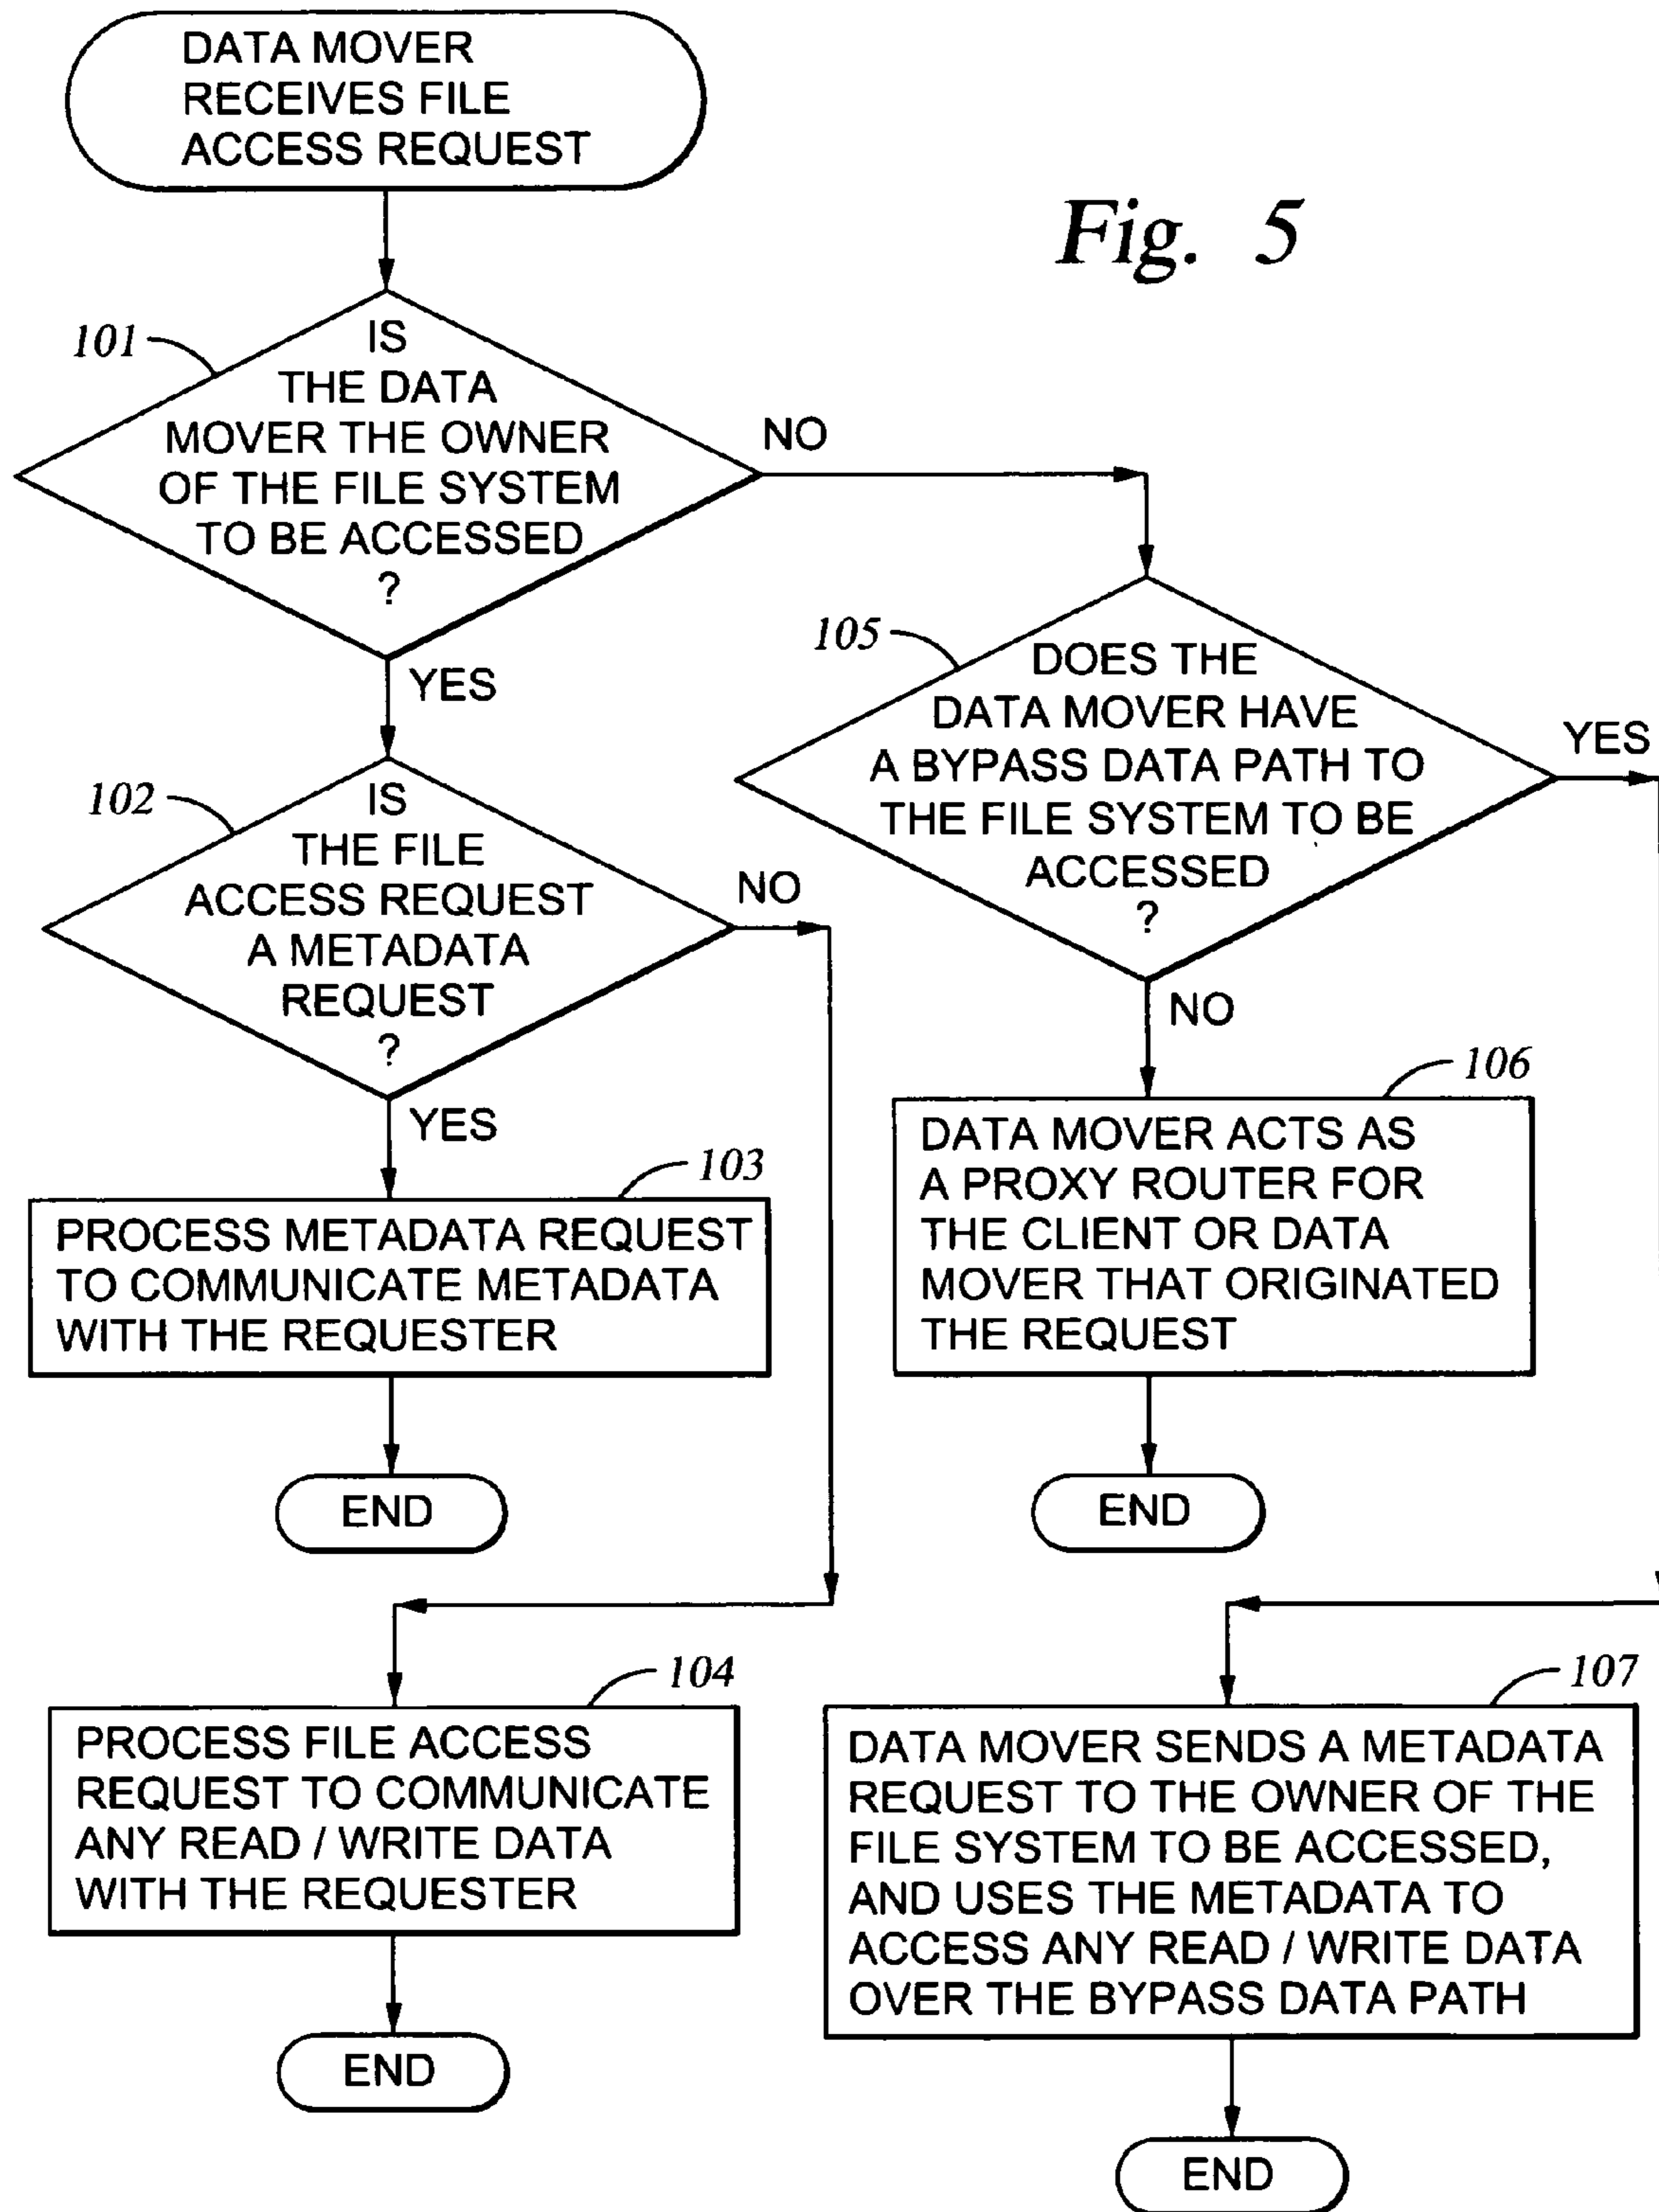 DATA MOVER
RECEIVES FILE
ACCESS REQUEST
Fig. 5
101
IS
THE DATA
MOVER THE OWNER
OF THE FILE SYSTEM
TO BE ACCESSED
?
NO
YES
102
IS
THE FILE
ACCESS REQUEST
A METADATA
REQUEST
?
NO
YES
103
PROCESS METADATA REQUEST
TO COMMUNICATE METADATA
WITH THE REQUESTER
END
104
PROCESS FILE ACCESS
REQUEST TO COMMUNICATE
ANY READ / WRITE DATA
WITH THE REQUESTER
END
105
DOES THE
DATA MOVER HAVE
A BYPASS DATA PATH TO
THE FILE SYSTEM TO BE
ACCESSED
?
YES
NO
106
DATA MOVER ACTS AS
A PROXY ROUTER FOR
THE CLIENT OR DATA
MOVER THAT ORIGINATED
THE REQUEST
END
107
DATA MOVER SENDS A METADATA
REQUEST TO THE OWNER OF THE
FILE SYSTEM TO BE ACCESSED,
AND USES THE METADATA TO
ACCESS ANY READ / WRITE DATA
OVER THE BYPASS DATA PATH
END